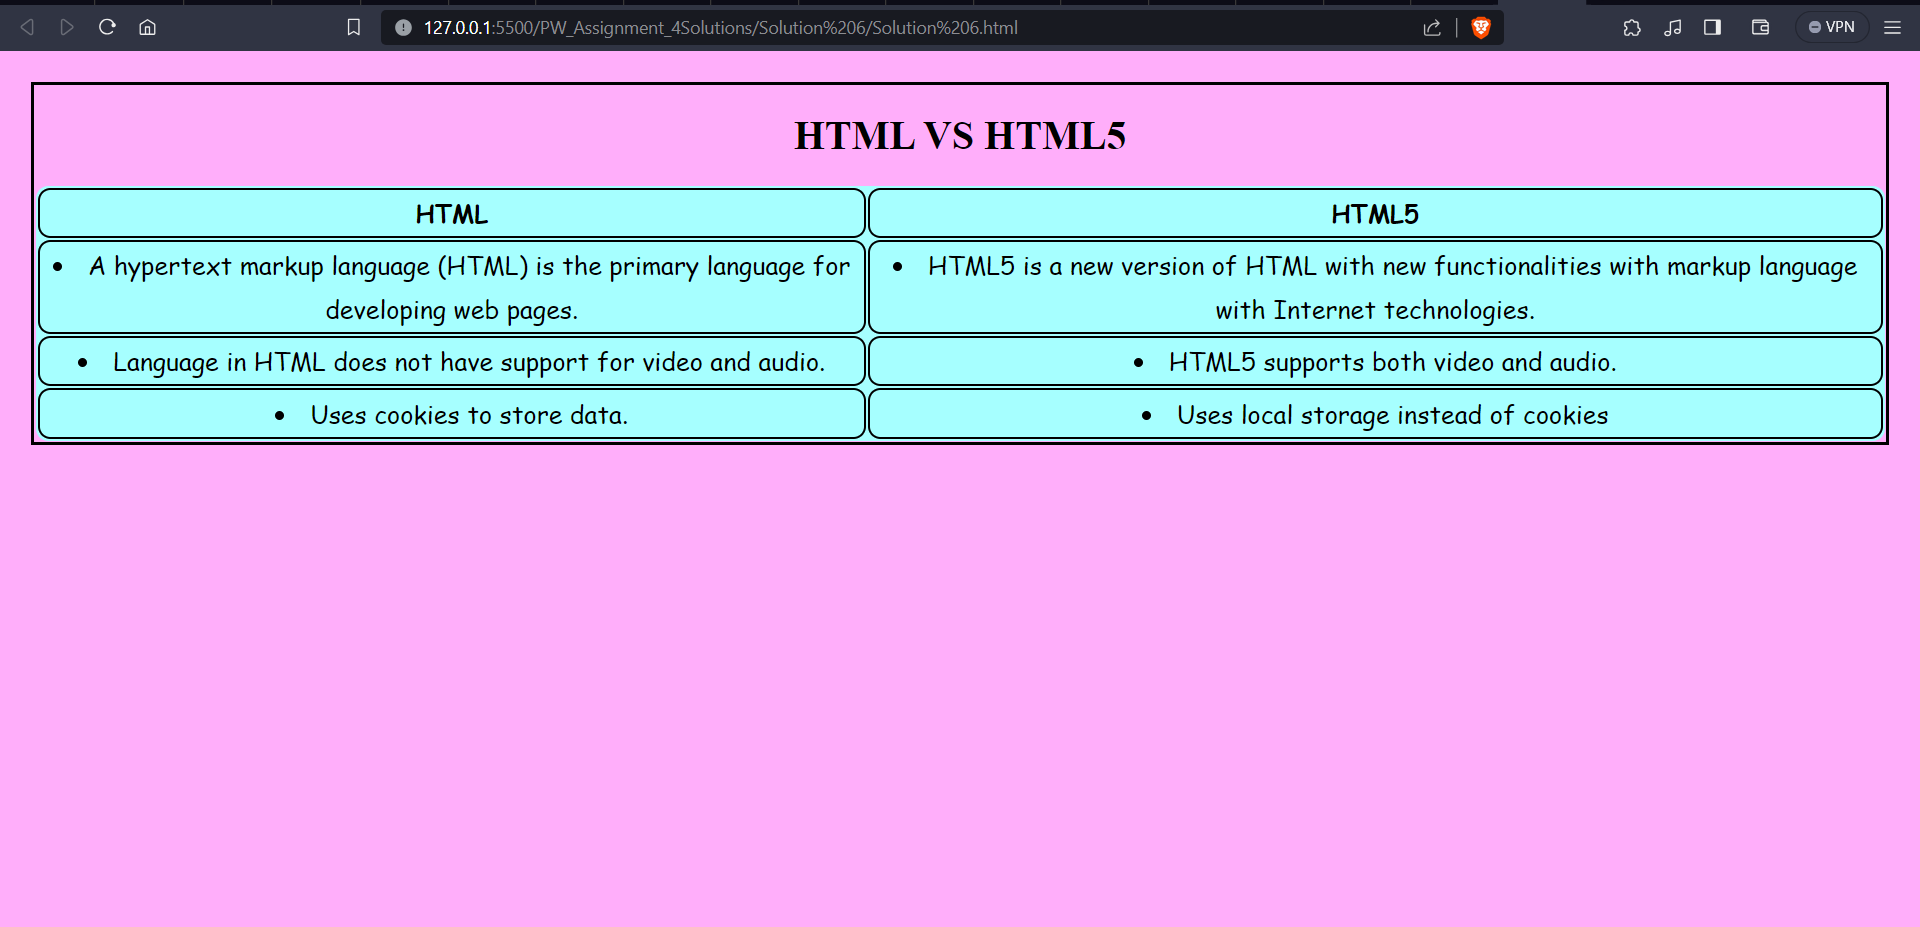 127.0.0.1:5500/PW_Assignment_4Solutions/Solution%206/Solution%206.html
VPN
HTML VS HTML5
HTML HTML5
• A hypertext markup language (HTML) is the primary language for
developing web pages.
• HTML5 is a new version of HTML with new functionalities with markup language
with Internet technologies.
• Language in HTML does not have support for video and audio.
• HTML5 supports both video and audio.
• Uses cookies to store data.
• Uses local storage instead of cookies